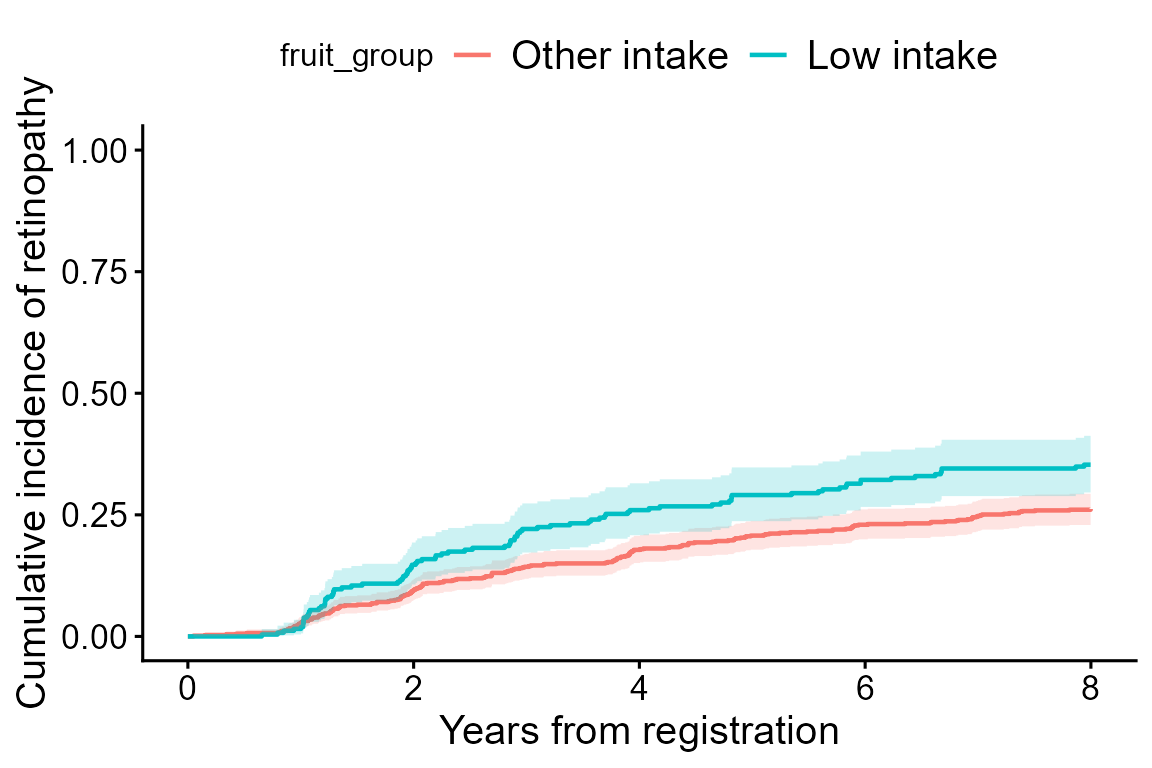 fruit_group Other intake Low intake
Cumulative incidence of retinopathy
1.00
0.75
0.50
0.25
0.00
0 2 4 6 8
Years from registration